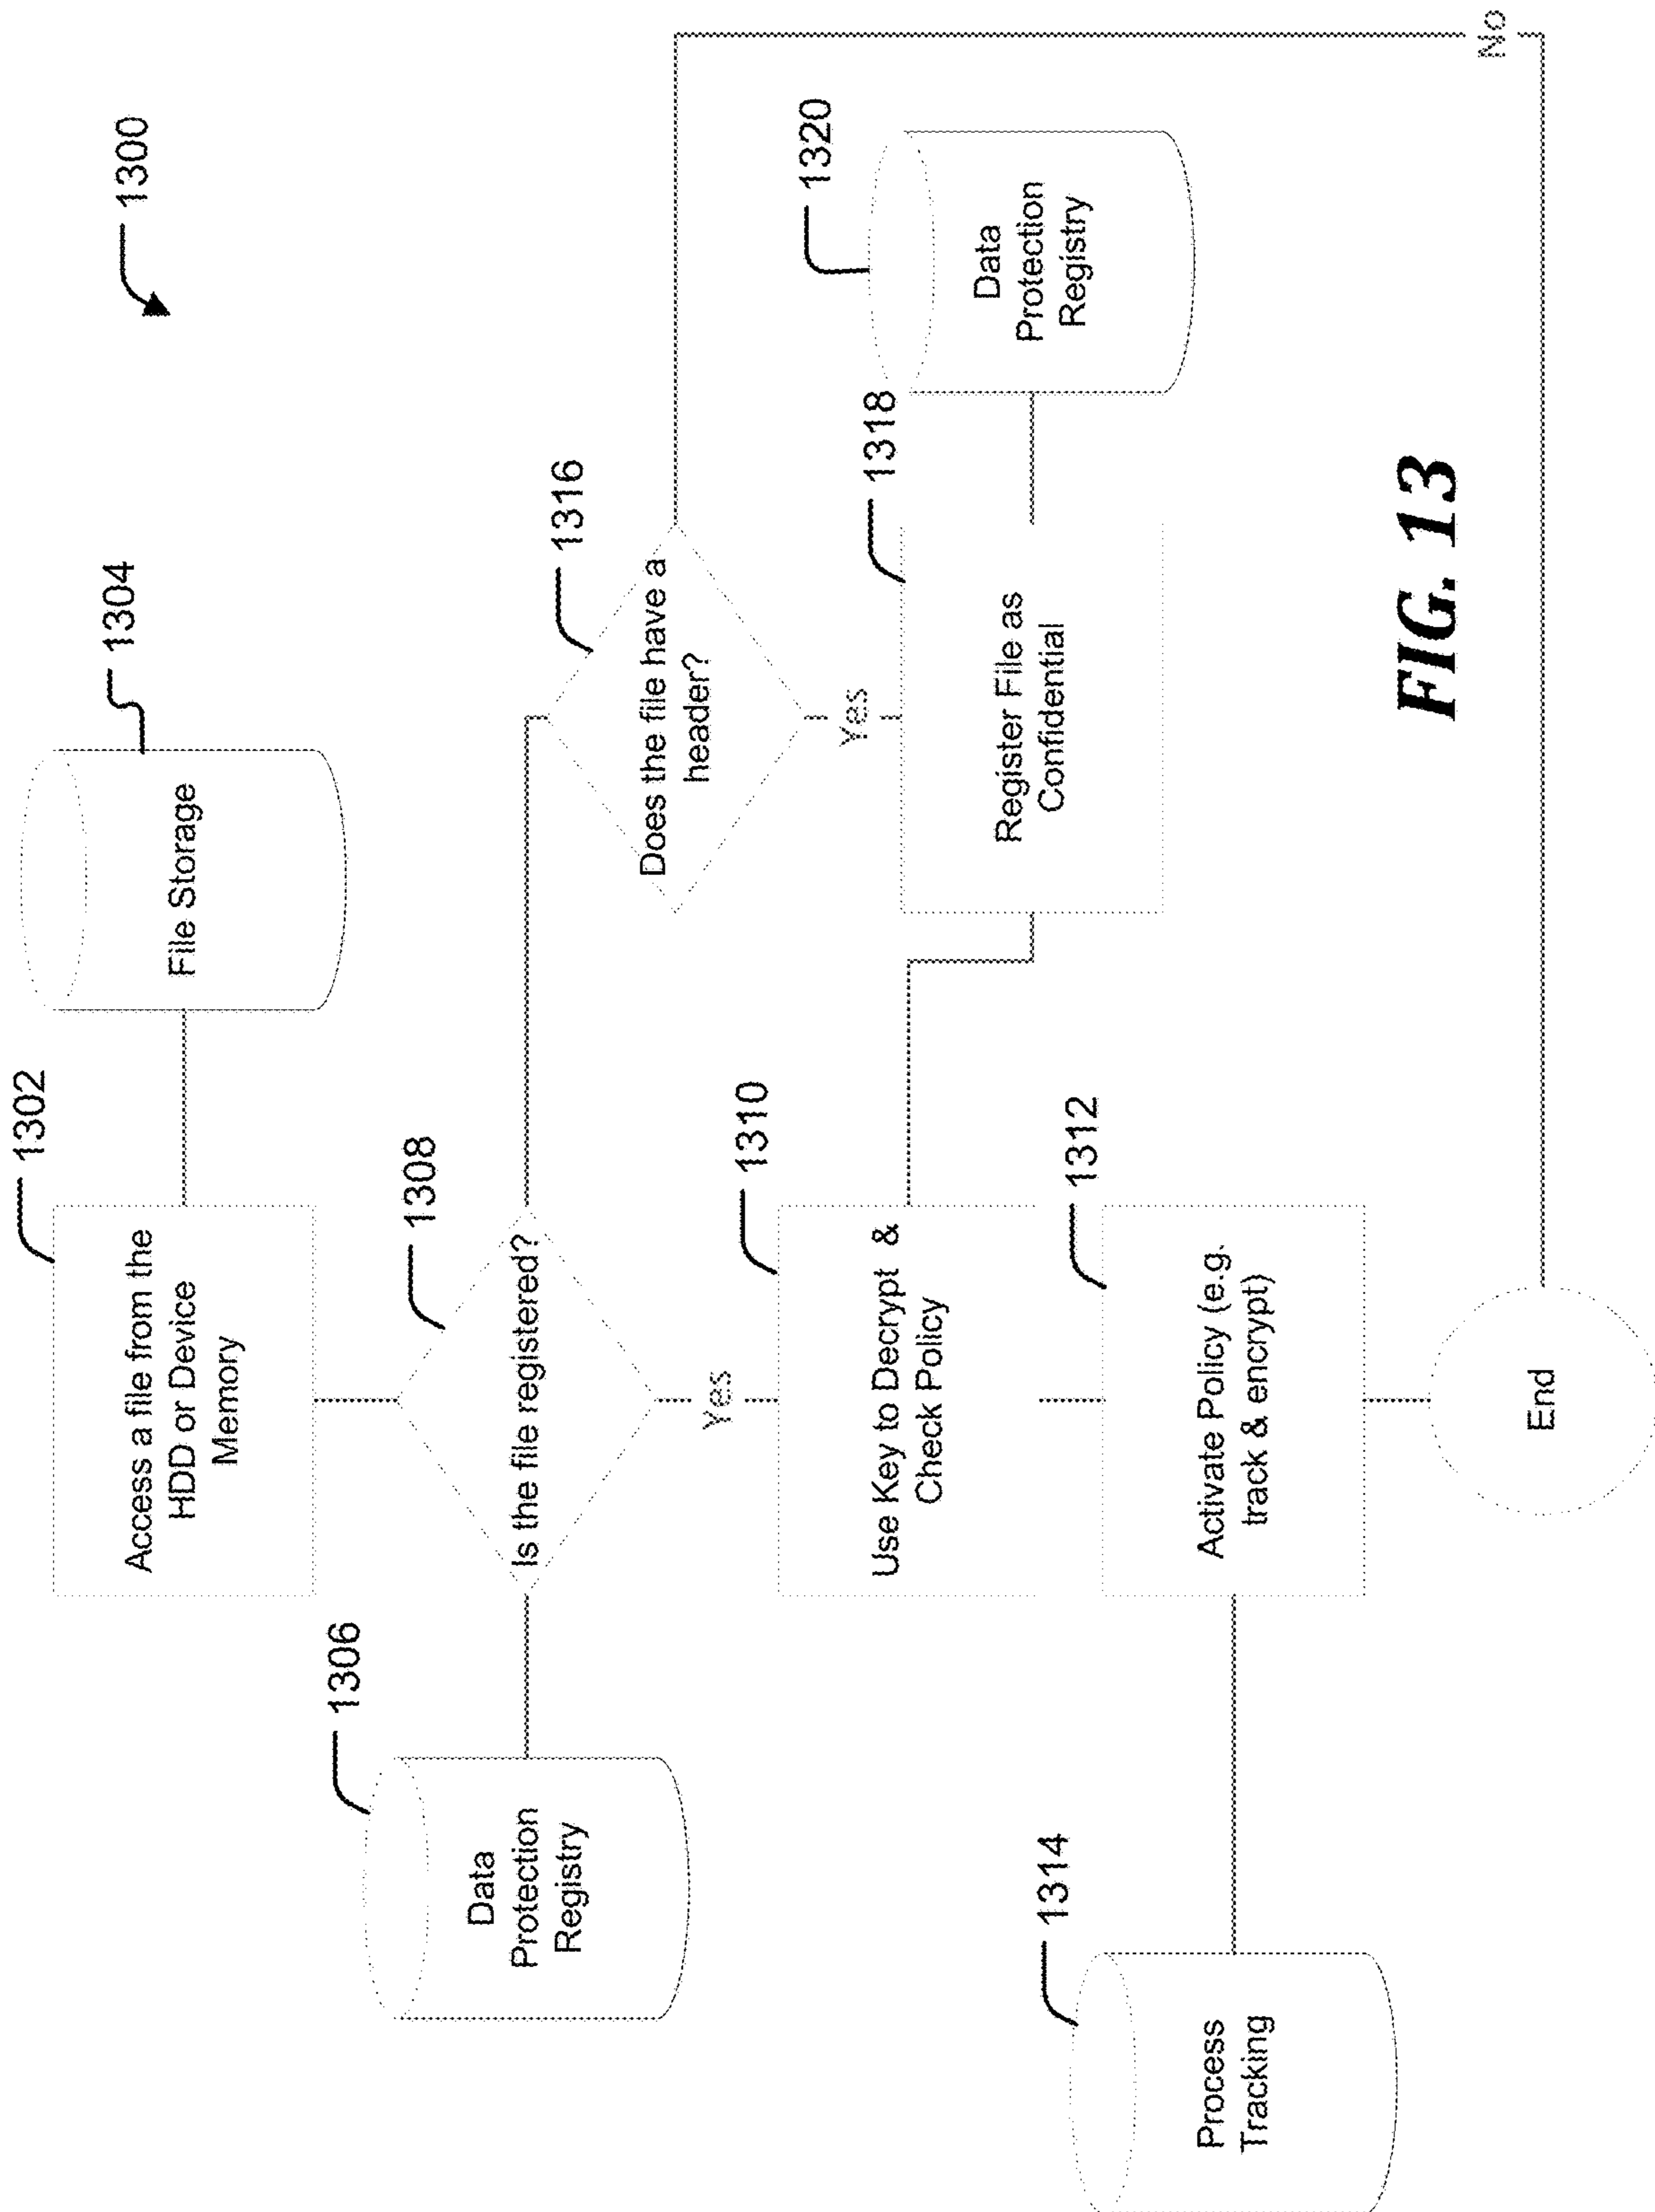 1300
1302
Access a file from the
HDD or Device
Memory
1304
File Storage
1306
Data
Protection
Registry
1308
Is the file registered?
Yes
1316
Does the file have a
header?
Yes
No
1310
Use Key to Decrypt &
Check Policy
1318
Register File as
Confidential
1320
Data
Protection
Registry
1314
Process
Tracking
1312
Activate Policy (e.g.
track & encrypt)
End
FIG. 13